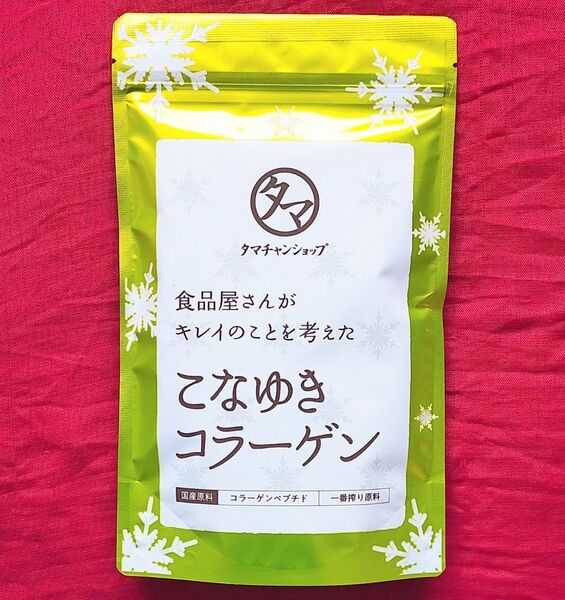 タマ
タマチャンショップ
食品屋さんが
キレイのことを考えた
こなゆき
コラーゲン
国産原料 コラーゲンペプチド 一番搾り原料